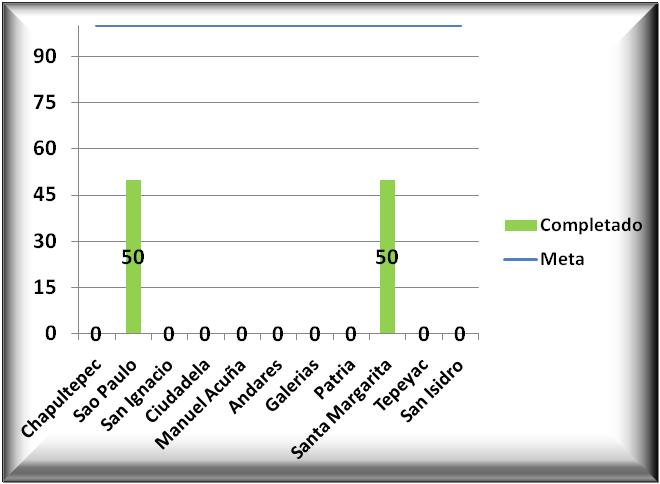 90
75
60
45
30
15
0
50
50
0 0 0 0 0 0 0 0 0
Chapultepec
Sao Paulo
San Ignacio
Ciudadela
Manuel Acuña
Andares
Galerias
Patria
Santa Margarita
Tepeyac
San Isidro
Completado
Meta